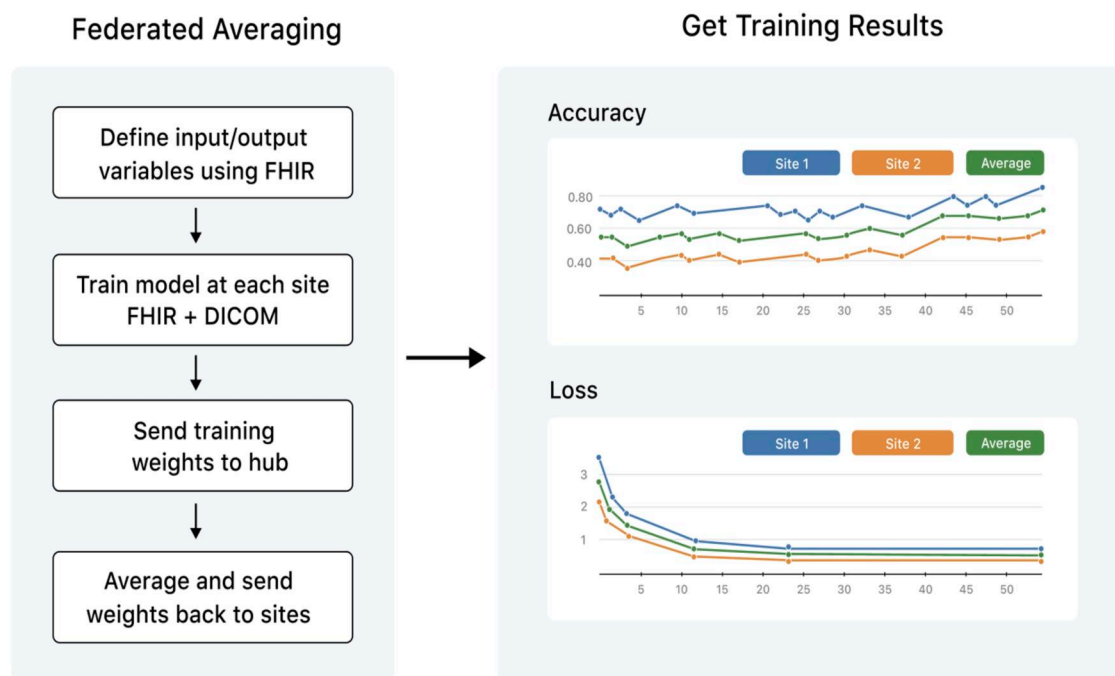 Federated Averaging
Define input/output
variables using FHIR
Train model at each site
FHIR + DICOM
Send training
weights to hub
Average and send
weights back to sites
Get Training Results
Accuracy
Site 1 Site 2 Average
0.80
0.60
0.40
5 10 15 20 25 30 35 40 45 50
Loss
Site 1 Site 2 Average
3
2
1
5 10 15 20 25 30 35 40 45 50